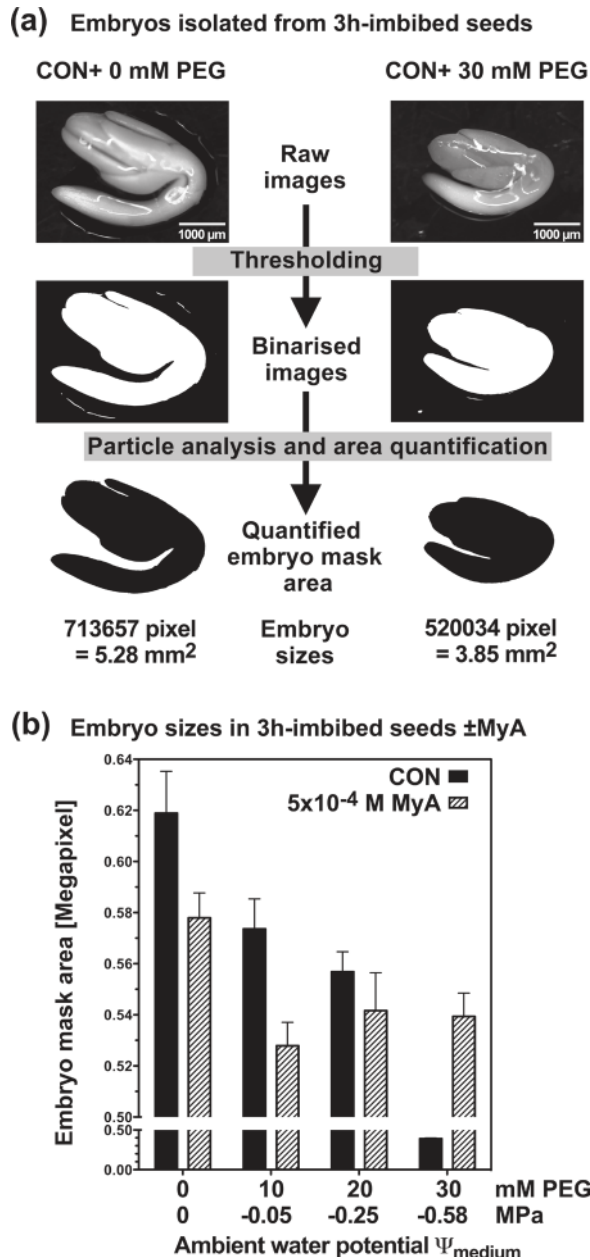 (a) Embryos isolated from 3h-imbibed seeds
CON+ 0 mM PEG
CON+ 30 mM PEG
Raw
images
1000 µm
1000 µm
Thresholding
Binarised
images
Particle analysis and area quantification
Quantified
embryo mask
area
713657 pixel
= 5.28 mm²
Embryo
sizes
520034 pixel
= 3.85 mm²
(b) Embryo sizes in 3h-imbibed seeds ±MyA
CON
5x10⁻⁴ M MyA
Embryo mask area [Megapixel]
0.64
0.62
0.60
0.58
0.56
0.54
0.52
0.50
0.50
0.00
0 10 20 30 mM PEG
0 -0.05 -0.25 -0.58 MPa
Ambient water potential Ψmedium